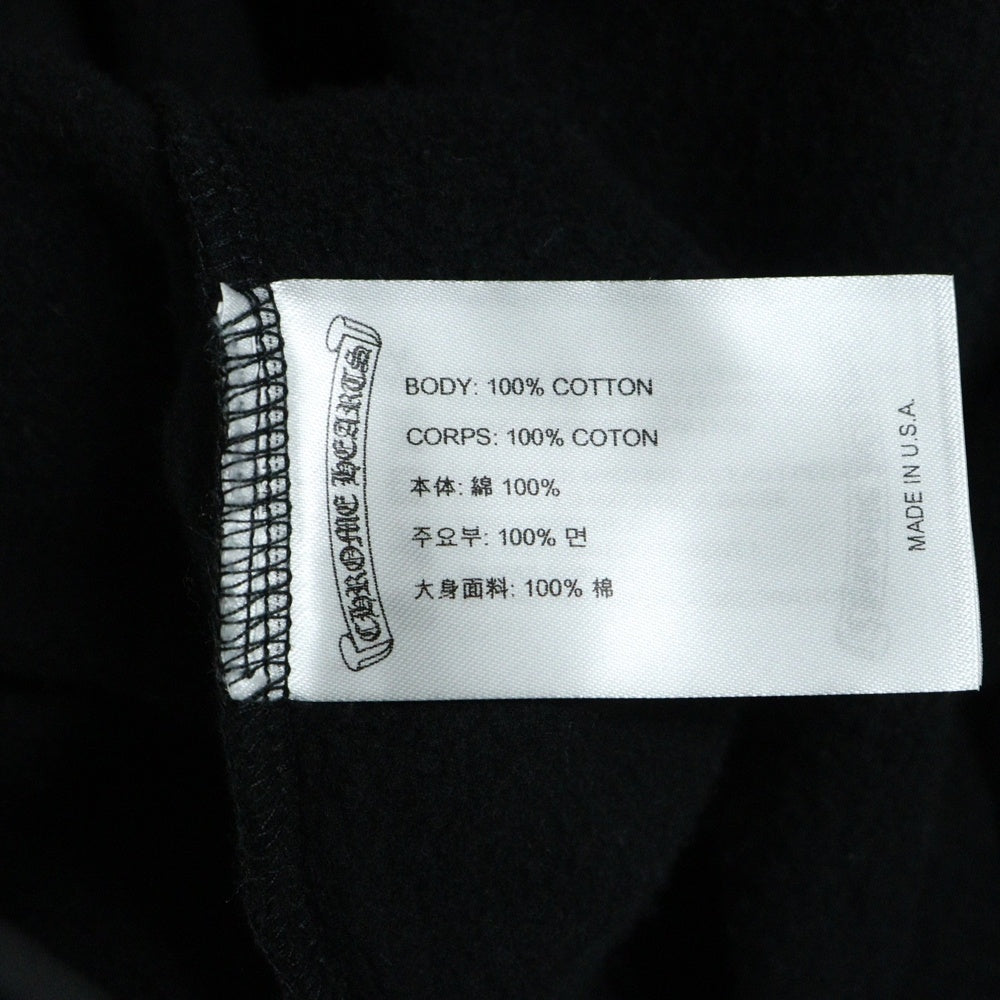 CHROME HEARTS
BODY: 100% COTTON
CORPS: 100% COTON
本体: 綿 100%
주요부: 100% 면
大身面料: 100% 棉
MADE IN U.S.A.